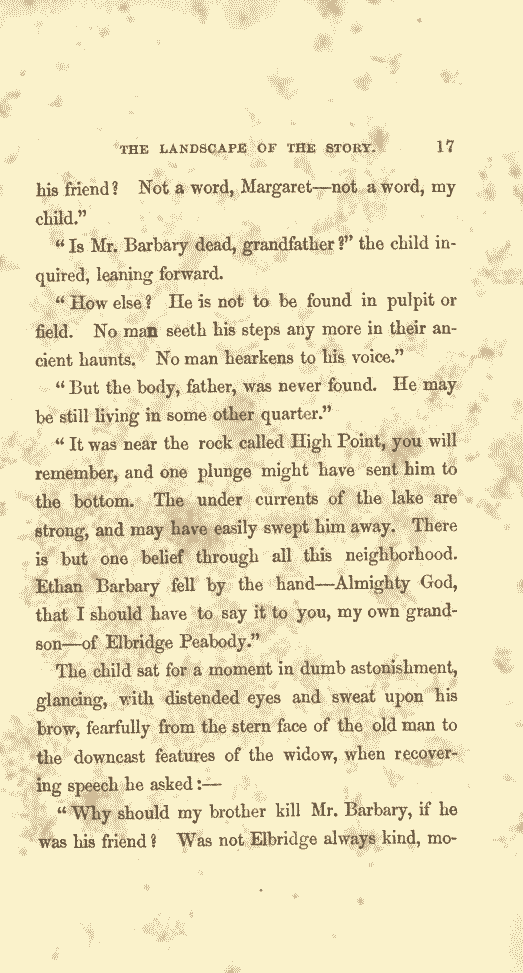 THE LANDSCAPE OF THE STORY. 17
his friend? Not a word, Margaret—not a word, my
child.”
“Is Mr. Barbary dead, grandfather?” the child in-
quired, leaning forward.
“How else? He is not to be found in pulpit or
field. No man seeth his steps any more in their an-
cient haunts. No man hearkens to his voice.”
“But the body, father, was never found. He may
be still living in some other quarter.”
“It was near the rock called High Point, you will
remember, and one plunge might have sent him to
the bottom. The under currents of the lake are
strong, and may have easily swept him away. There
is but one belief through all this neighborhood.
Ethan Barbary fell by the hand—Almighty God,
that I should have to say it to you, my own grand-
son—of Elbridge Peabody.”
The child sat for a moment in dumb astonishment,
glancing, with distended eyes and sweat upon his
brow, fearfully from the stern face of the old man to
the downcast features of the widow, when recover-
ing speech he asked:—
“Why should my brother kill Mr. Barbary, if he
was his friend? Was not Elbridge always kind, mo-